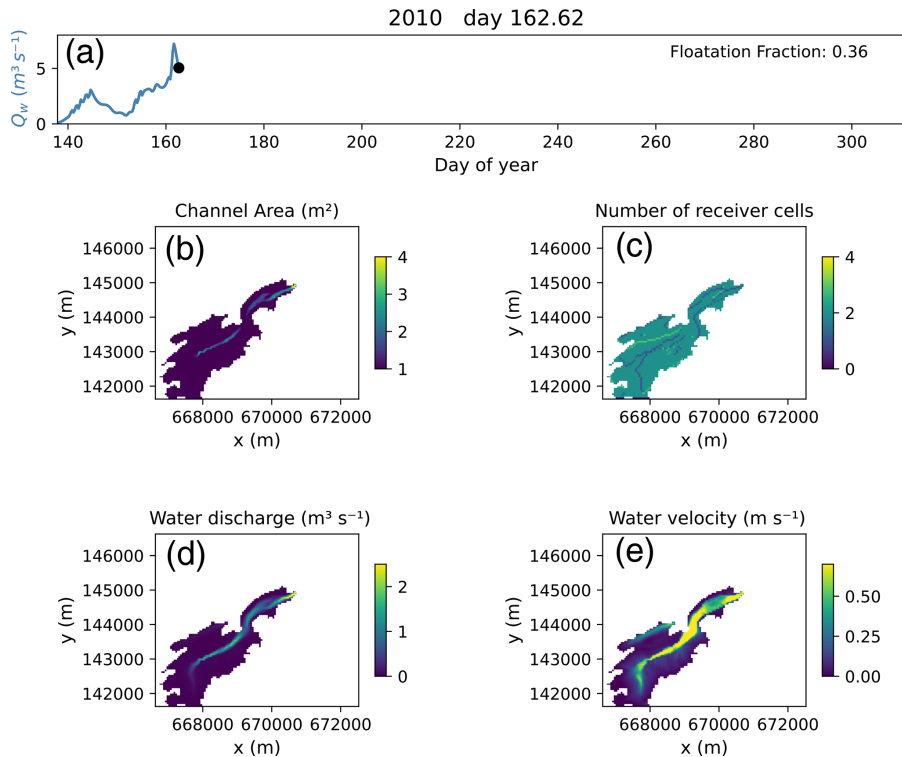 2010 day 162.62
(a)
Floatation Fraction: 0.36
Q_w (m³ s⁻¹)
5
0
140 160 180 200 220 240 260 280 300
Day of year
Channel Area (m²)
(b)
146000
145000
144000
143000
142000
y (m)
668000 670000 672000
x (m)
4
3
2
1
Number of receiver cells
(c)
146000
145000
144000
143000
142000
y (m)
668000 670000 672000
x (m)
4
2
0
Water discharge (m³ s⁻¹)
(d)
146000
145000
144000
143000
142000
y (m)
668000 670000 672000
x (m)
2
1
0
Water velocity (m s⁻¹)
(e)
146000
145000
144000
143000
142000
y (m)
668000 670000 672000
x (m)
0.50
0.25
0.00